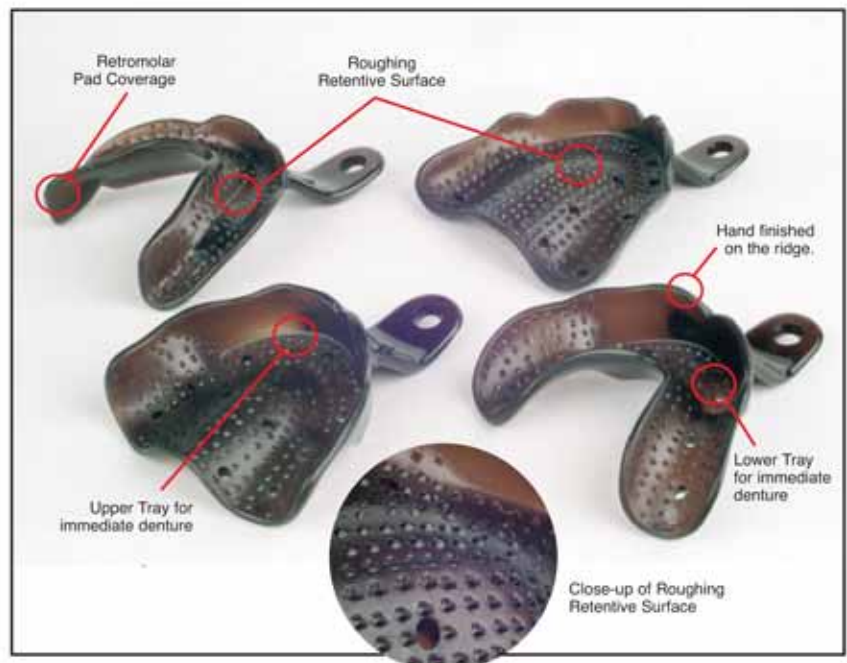 Retromolar
Pad Coverage
Roughing
Retentive Surface
Hand finished
on the ridge.
Upper Tray for
immediate denture
Lower Tray
for immediate
denture
Close-up of Roughing
Retentive Surface